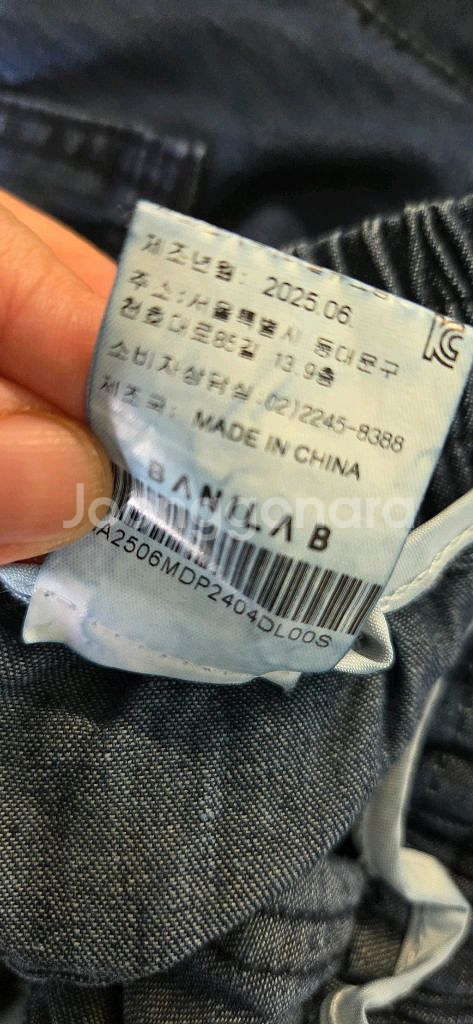 제조년월: 2025.06.
주소:서울특별시 동대문구
천호대로85길 13.9층
소비자상담실:02)2245-8388
제조국: MADE IN CHINA
Joonggonara
A2506MDP2404DL00S